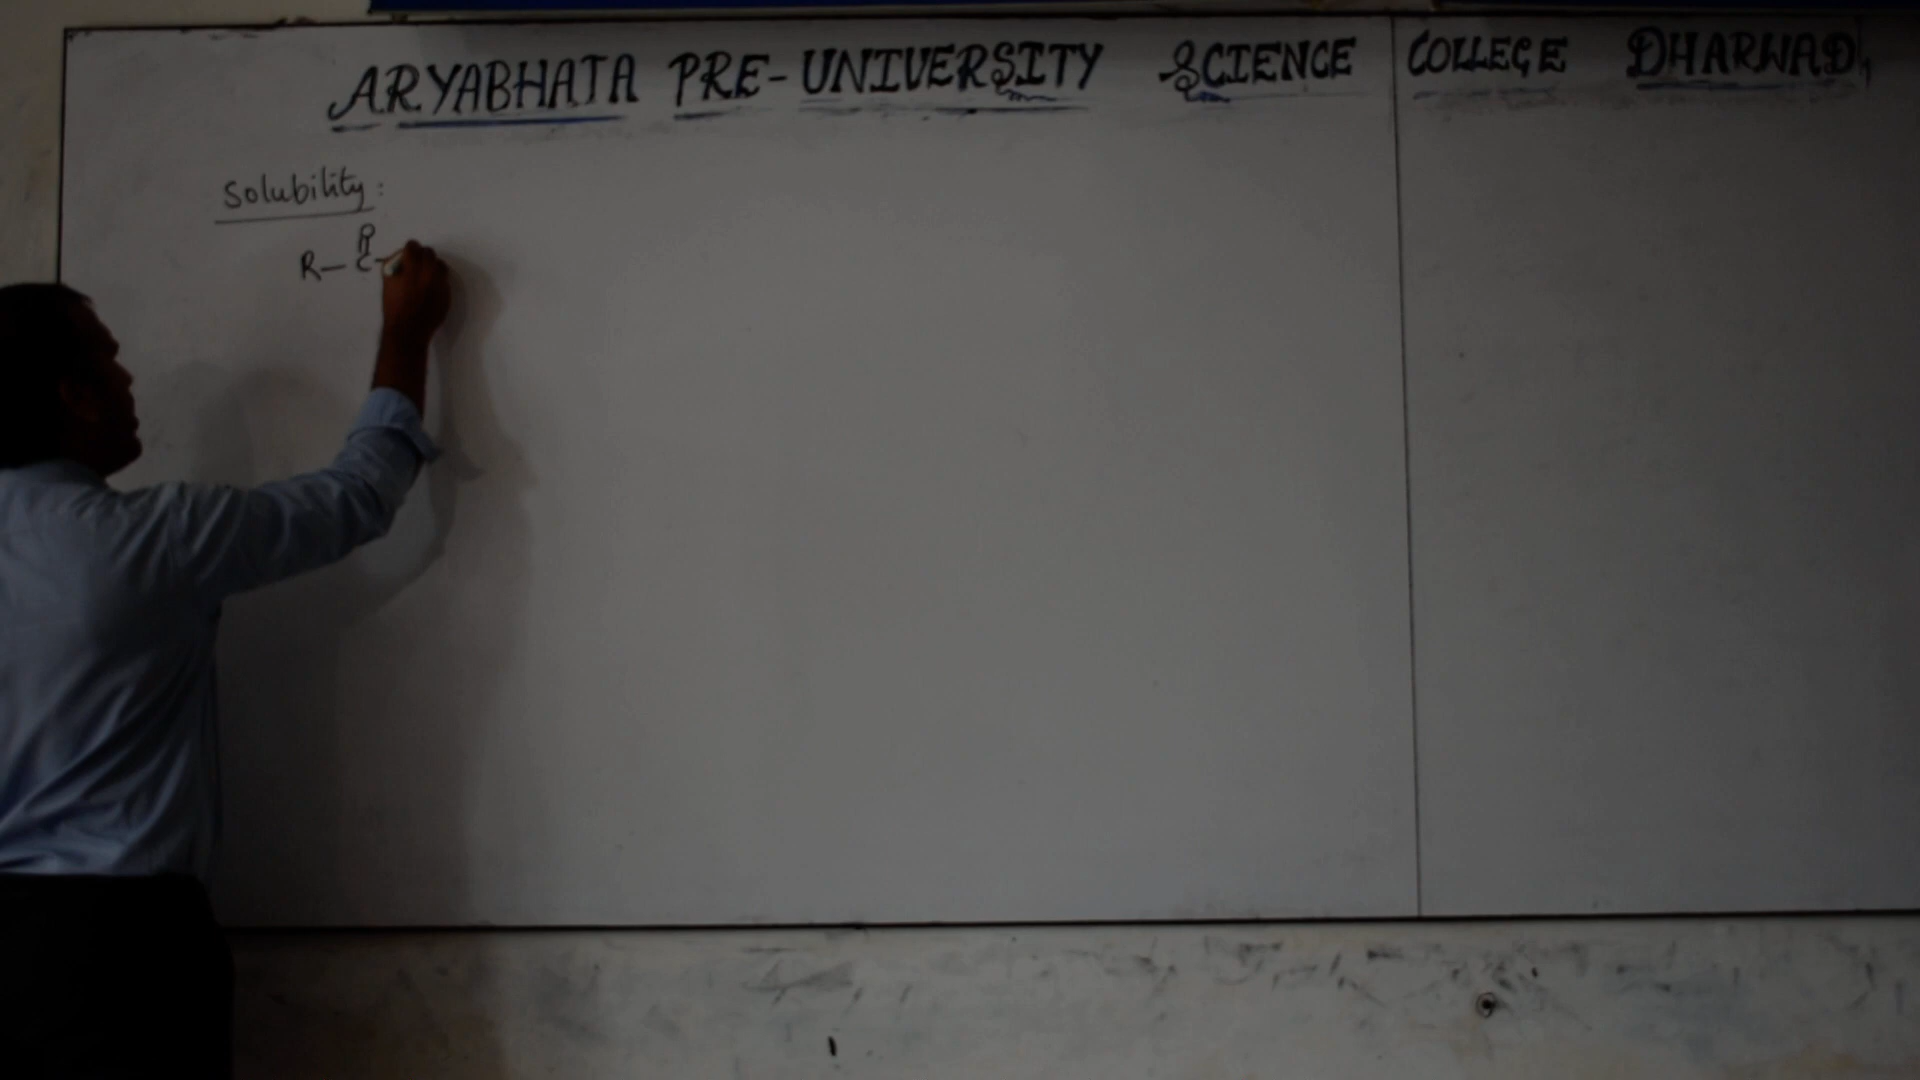 ARYABHATA PRE-UNIVERSITY SCIENCE COLLEGE DHARWAD,
Solubility:
O
R-C-